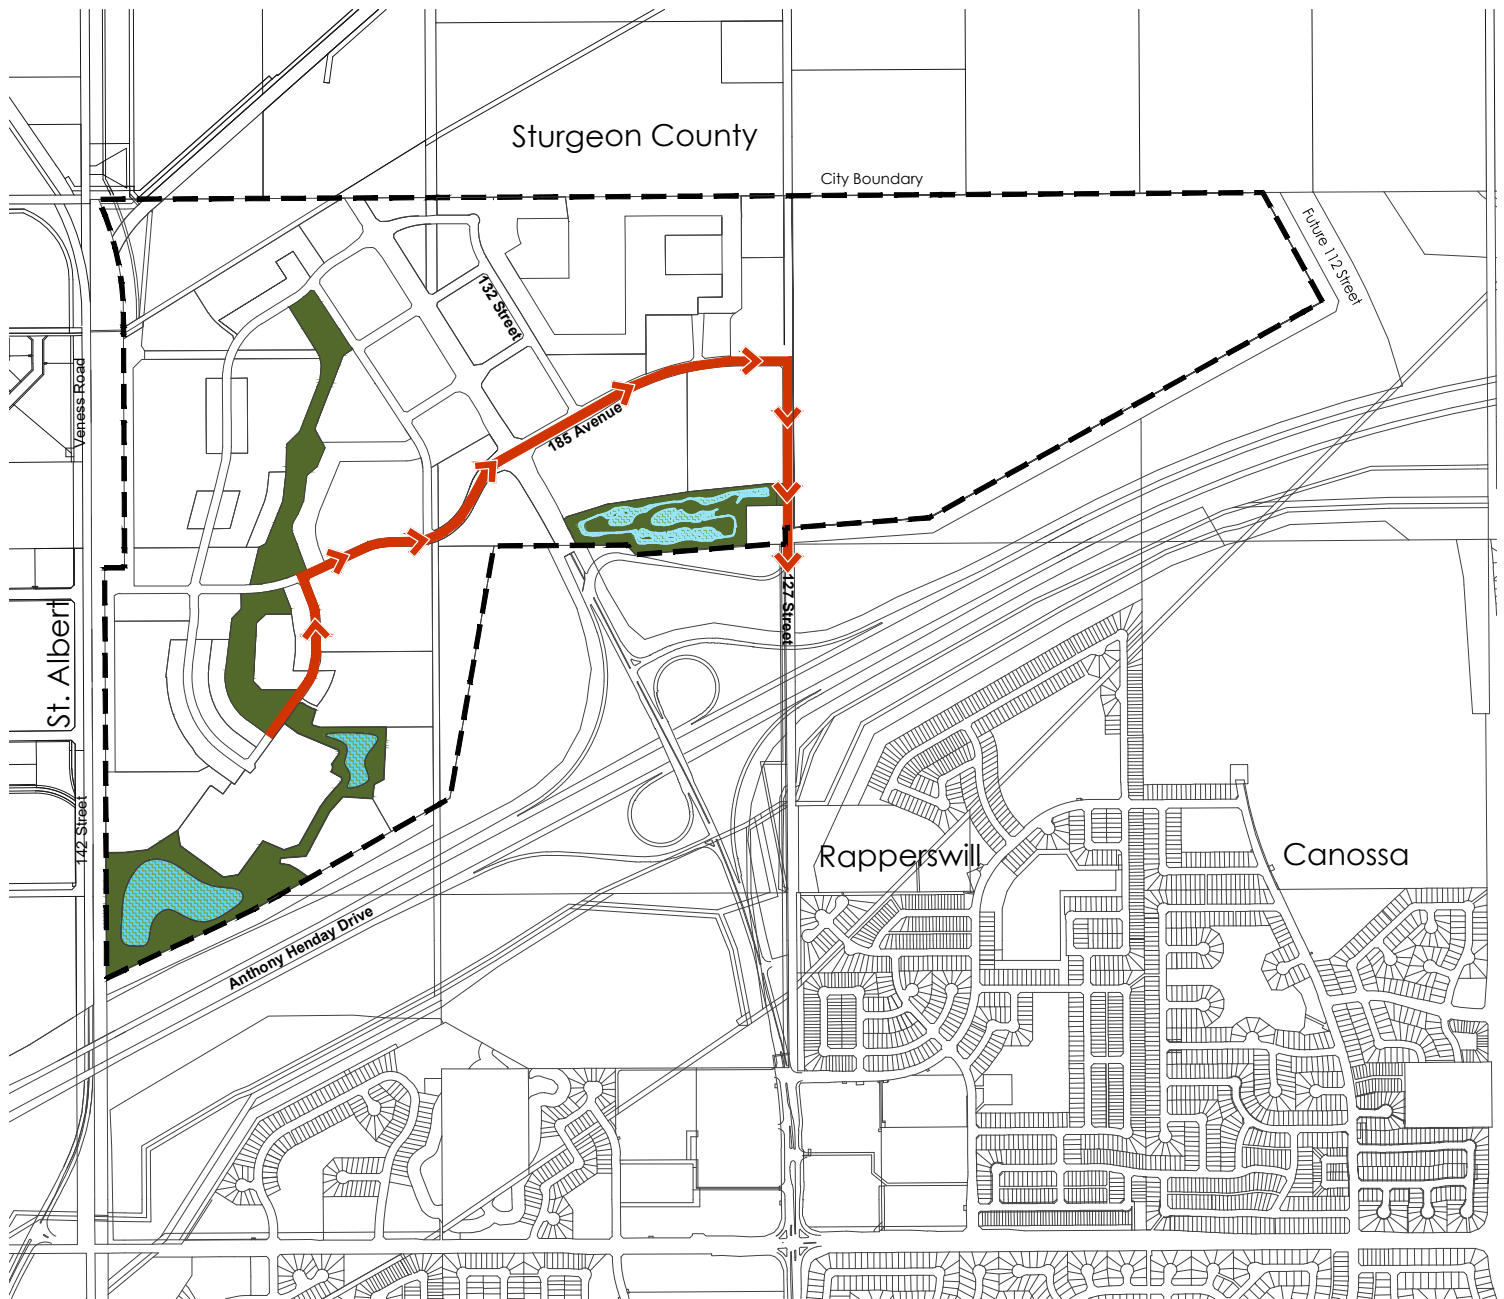 Sturgeon County
City Boundary
Future 112 Street
132 Street
Veness Road
185 Avenue
127 Street
St. Albert
142 Street
Rapperswill
Canossa
Anthony Henday Drive